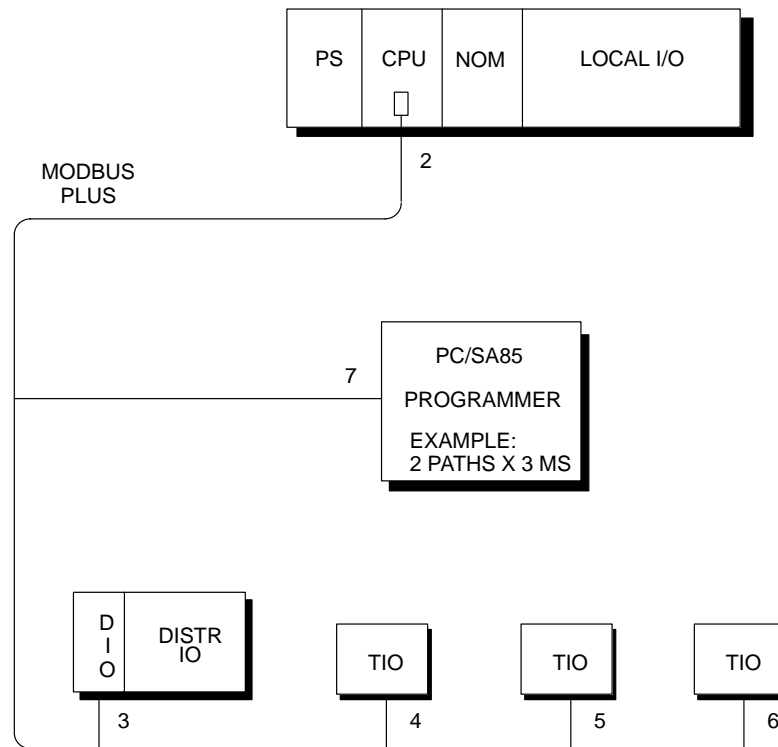 PS CPU NOM LOCAL I/O
2
MODBUS
PLUS
7
PC/SA85
PROGRAMMER
EXAMPLE:
2 PATHS X 3 MS
D
I
O
DISTR
IO
TIO
TIO
TIO
3
4
5
6